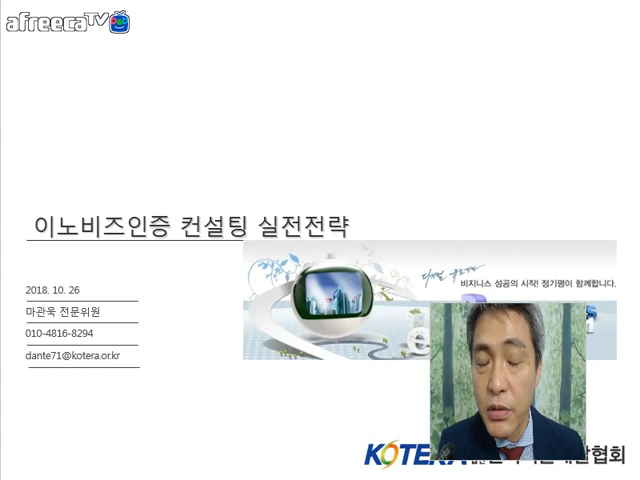 afreecaTV
이노비즈인증 컨설팅 실전전략
2018. 10. 26
마관욱 전문위원
010-4816-8294
dante71@kotera.or.kr
비지니스 성공의 시작! 정기평이 함께합니다.
e
KOTERA
협회